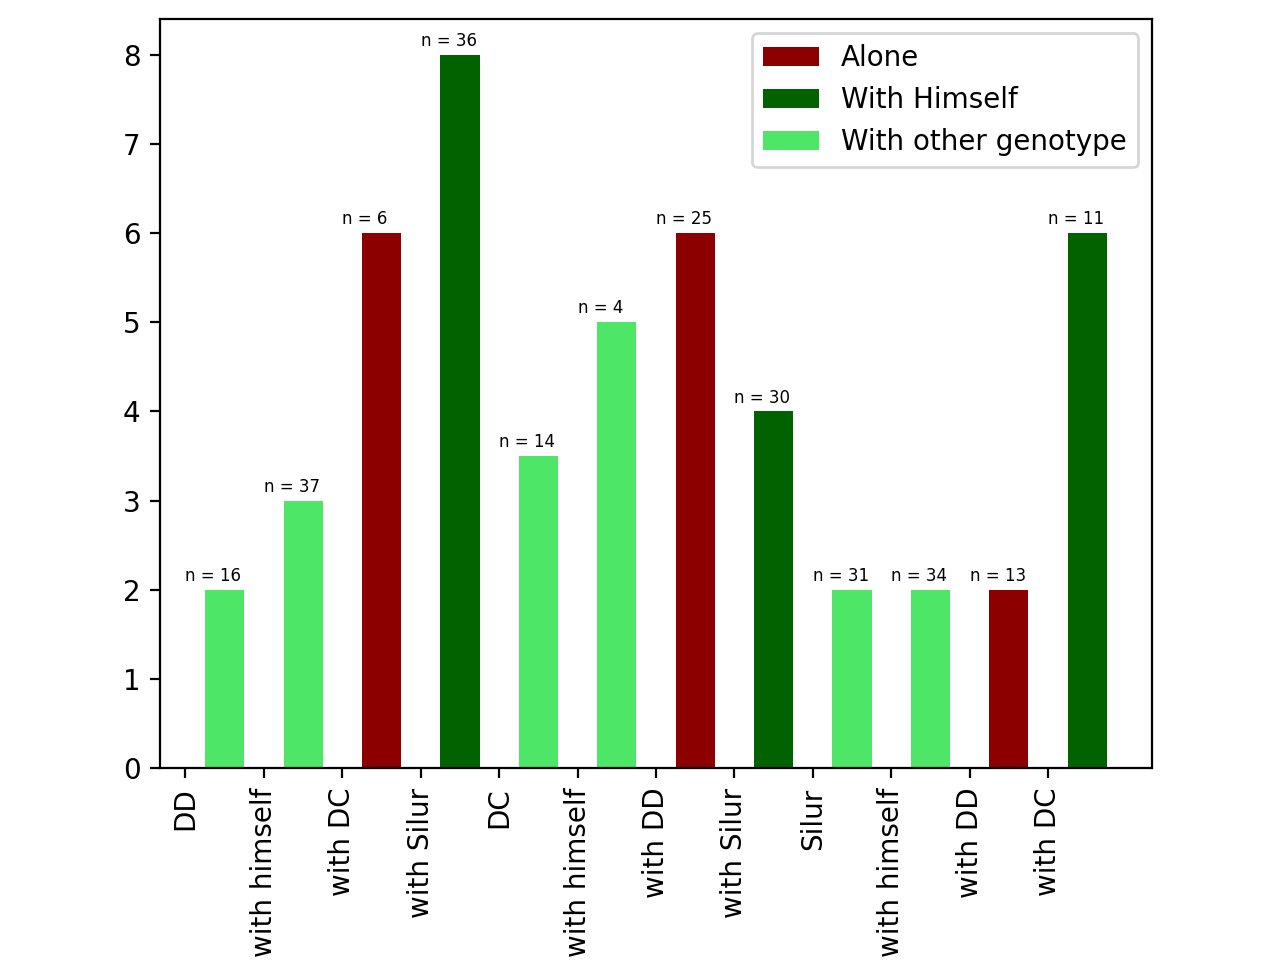 n = 36
Alone
With Himself
With other genotype
n = 6
n = 25
n = 11
n = 4
n = 30
n = 14
n = 37
n = 16
n = 31
n = 34
n = 13
8
7
6
5
4
3
2
1
0
DD
with himself
with DC
with Silur
DC
with himself
with DD
with Silur
Silur
with himself
with DD
with DC